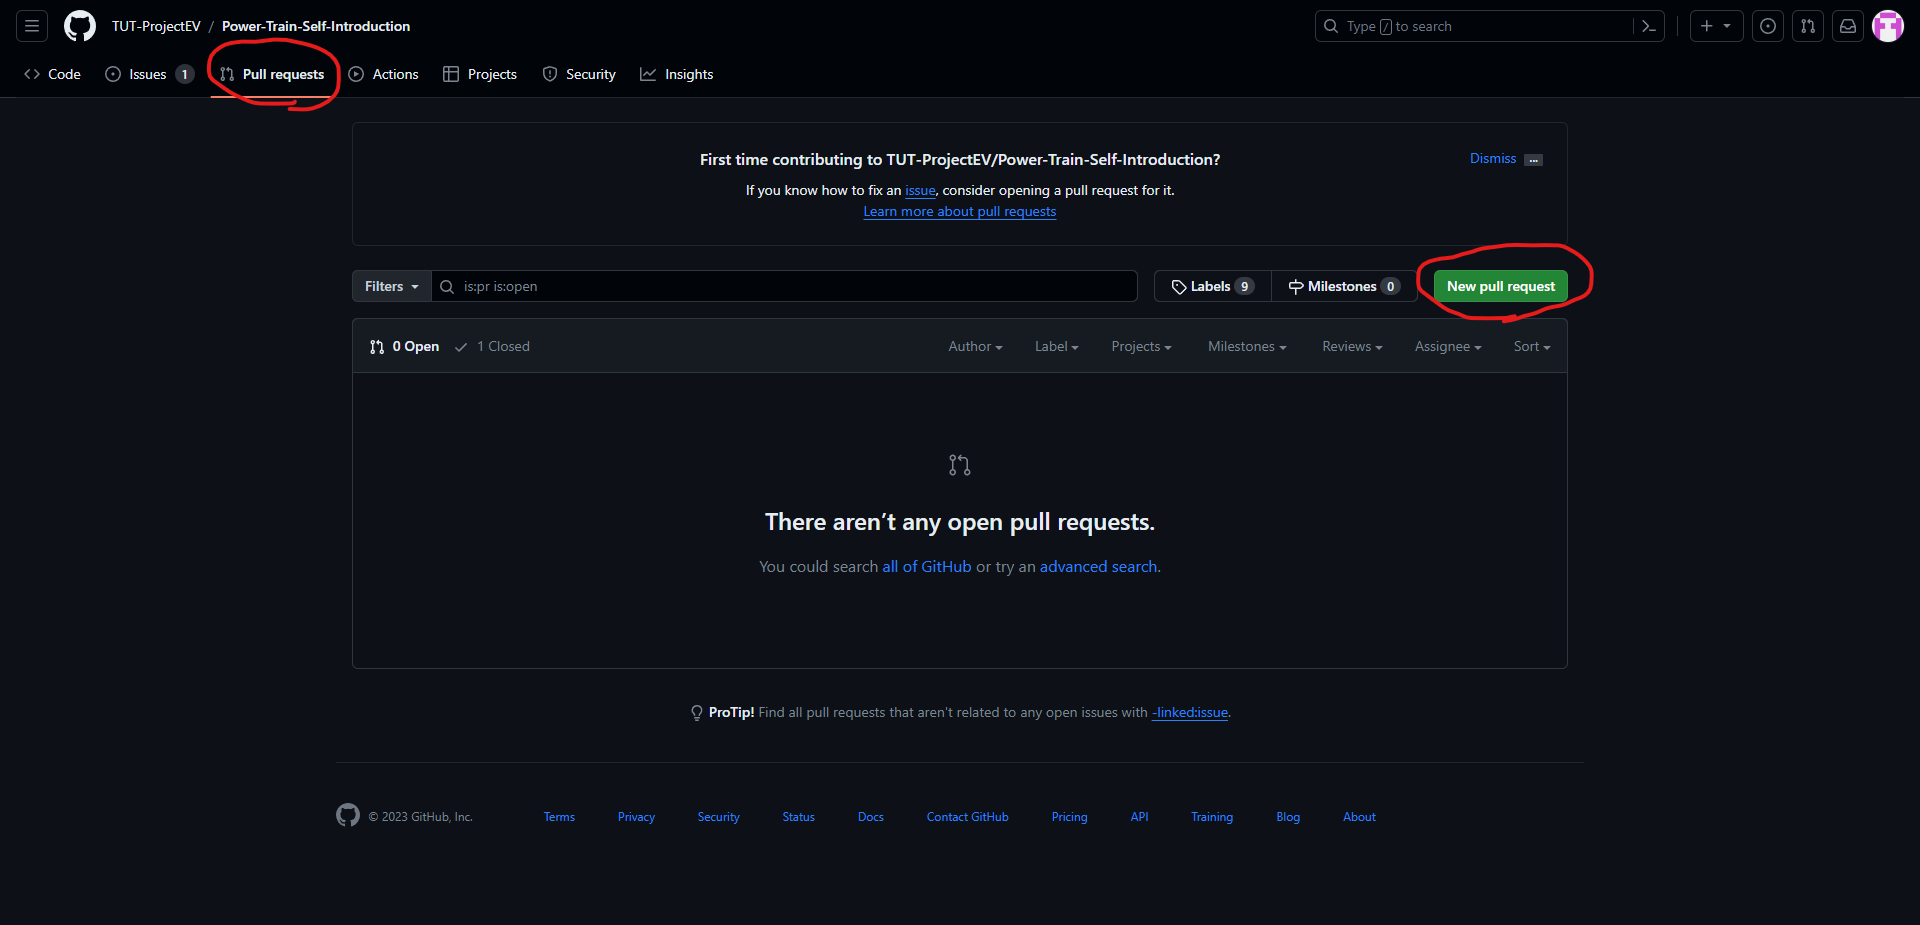 TUT-ProjectEV / Power-Train-Self-Introduction
Type / to search
Code
Issues 1
Pull requests
Actions
Projects
Security
Insights
First time contributing to TUT-ProjectEV/Power-Train-Self-Introduction?
Dismiss ...
If you know how to fix an issue, consider opening a pull request for it.
Learn more about pull requests
Filters
is:pr is:open
Labels 9
Milestones 0
New pull request
0 Open
1 Closed
Author
Label
Projects
Milestones
Reviews
Assignee
Sort
There aren’t any open pull requests.
You could search all of GitHub or try an advanced search.
ProTip! Find all pull requests that aren't related to any open issues with -linked:issue.
© 2023 GitHub, Inc.
Terms
Privacy
Security
Status
Docs
Contact GitHub
Pricing
API
Training
Blog
About